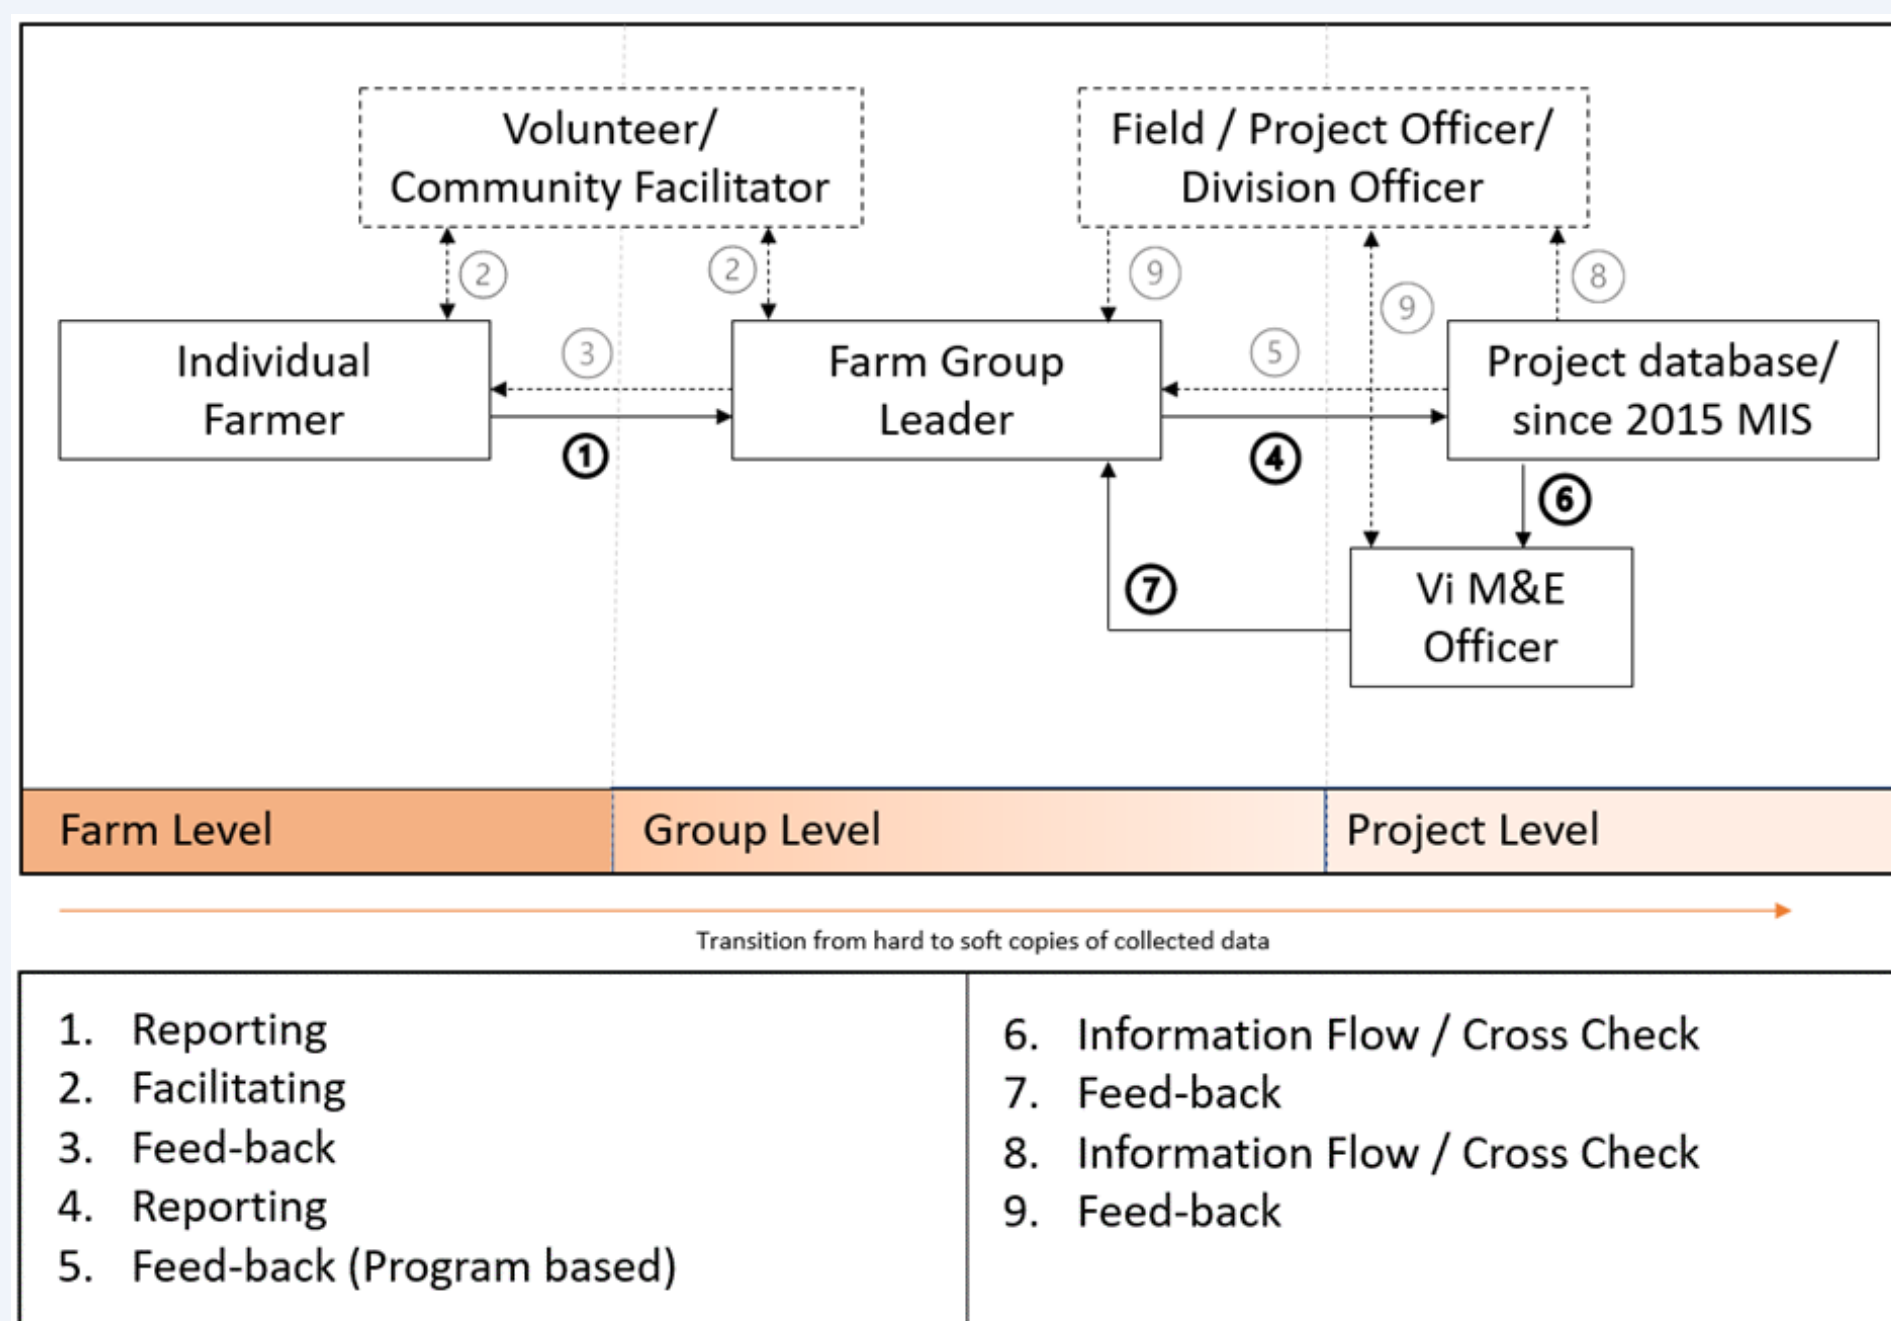 Volunteer/
Community Facilitator
Field / Project Officer/
Division Officer
2
2
9
9
8
Individual
Farmer
3
1
Farm Group
Leader
5
4
Project database/
since 2015 MIS
6
7
Vi M&E
Officer
Farm Level
Group Level
Project Level
Transition from hard to soft copies of collected data
1. Reporting
2. Facilitating
3. Feed-back
4. Reporting
5. Feed-back (Program based)
6. Information Flow / Cross Check
7. Feed-back
8. Information Flow / Cross Check
9. Feed-back